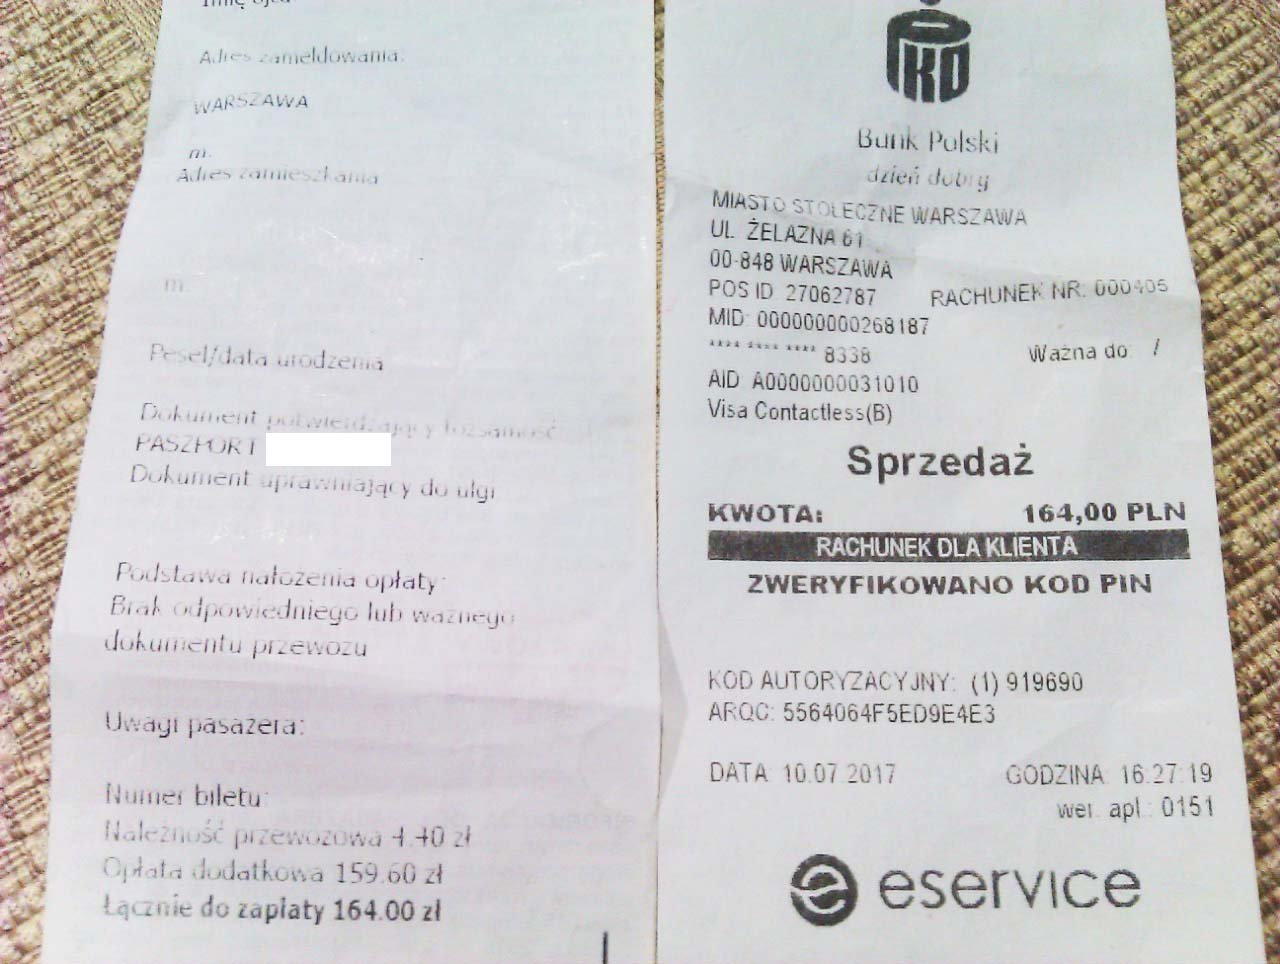 Imię ojca
Adres zameldowania:
WARSZAWA
m.
Adres zamieszkania
m.
Pesel/data urodzenia
Dokument potwierdzający tożsamość
PASZPORT
Dokument uprawniający do ulgi
Podstawa nałożenia opłaty:
Brak odpowiedniego lub ważnego
dokumentu przewozu
Uwagi pasażera:
Numer biletu:
Należność przewozowa 4.40 zł
Opłata dodatkowa 159.60 zł
Łącznie do zapłaty 164.00 zł
PKO
Bank Polski
dzień dobry
MIASTO STOŁECZNE WARSZAWA
UL. ŻELAZNA 61
00-848 WARSZAWA
POS ID: 27062787 RACHUNEK NR: 000405
MID: 000000000268187
**** **** **** 8338 Ważna do: /
AID: A0000000031010
Visa Contactless(B)
Sprzedaż
KWOTA: 164,00 PLN
RACHUNEK DLA KLIENTA
ZWERYFIKOWANO KOD PIN
KOD AUTORYZACYJNY: (1) 919690
ARQC: 5564064F5ED9E4E3
DATA: 10.07.2017 GODZINA: 16:27:19
wer. apl.: 0151
eservice